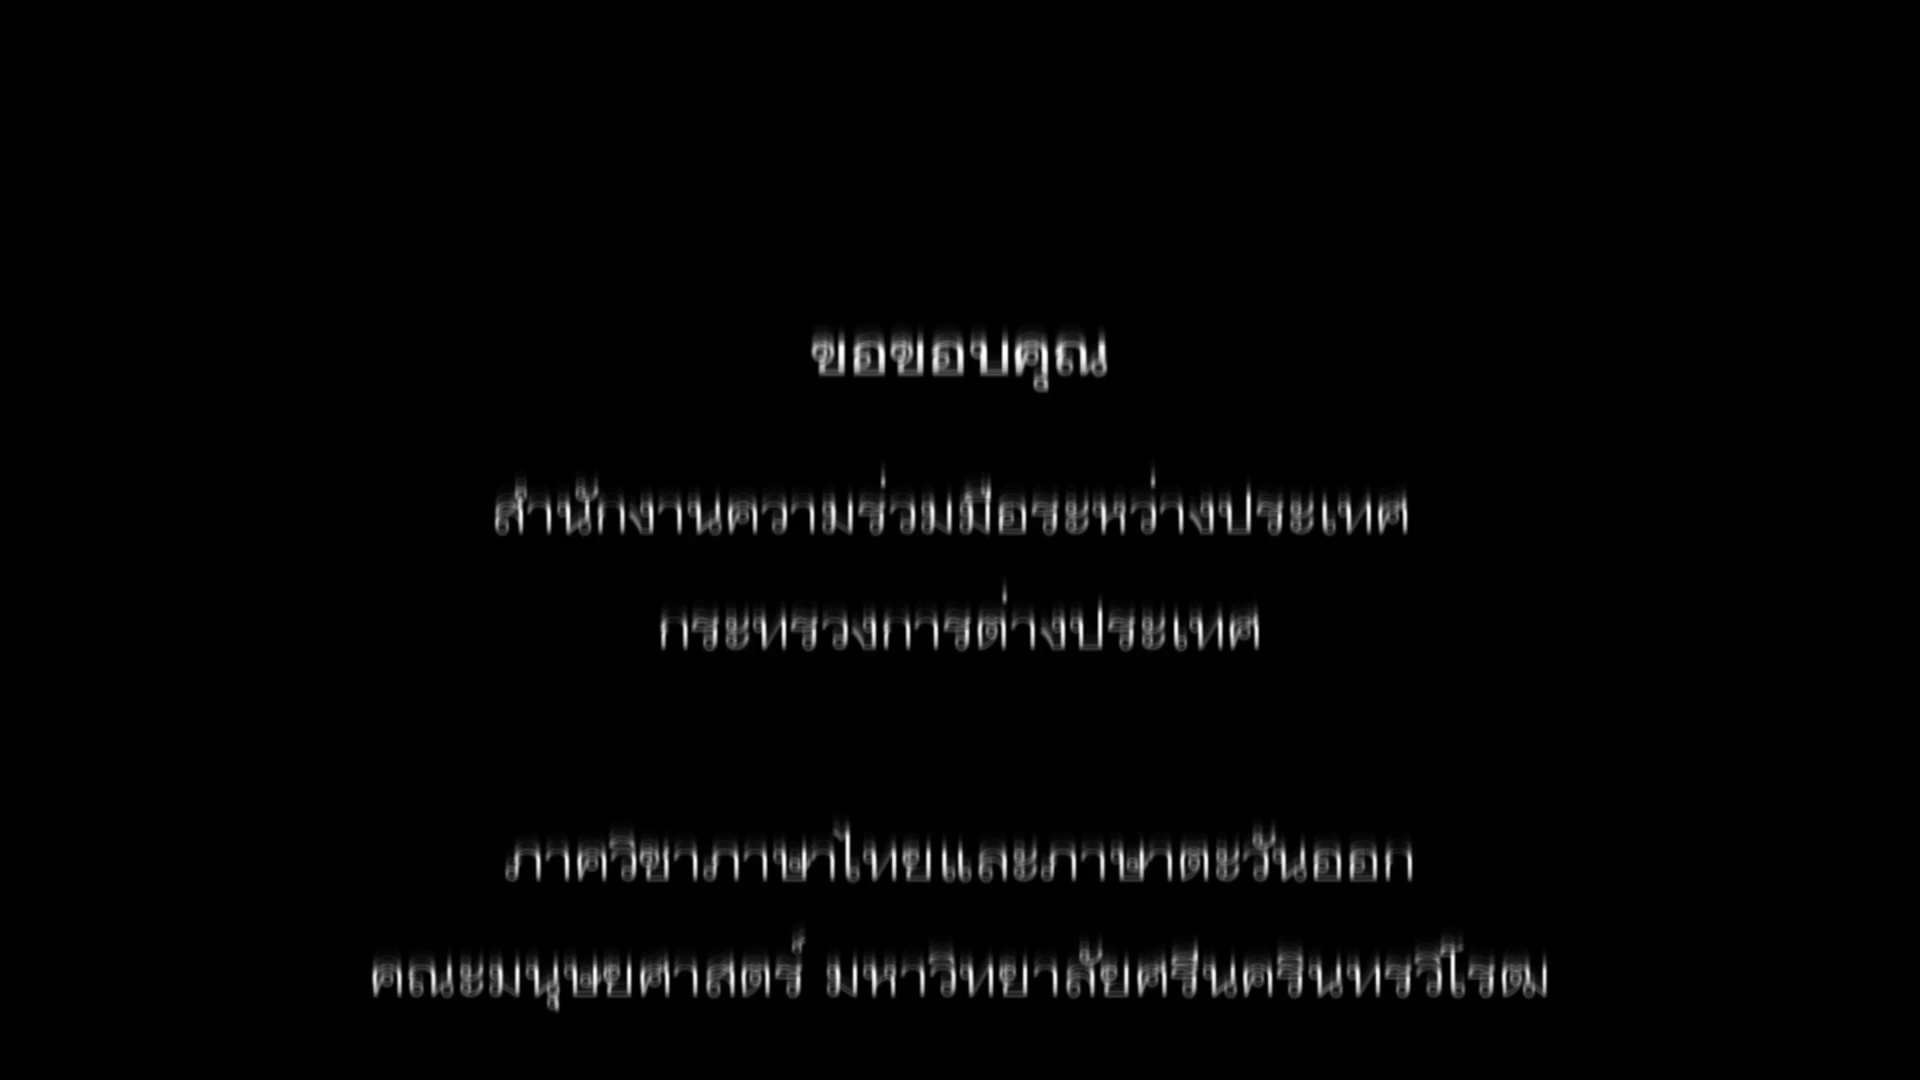 ขอขอบคุณ
สำนักงานความร่วมมือระหว่างประเทศ
กระทรวงการต่างประเทศ
ภาควิชาภาษาไทยและภาษาตะวันออก
คณะมนุษยศาสตร์ มหาวิทยาลัยศรีนครินทรวิโรฒ